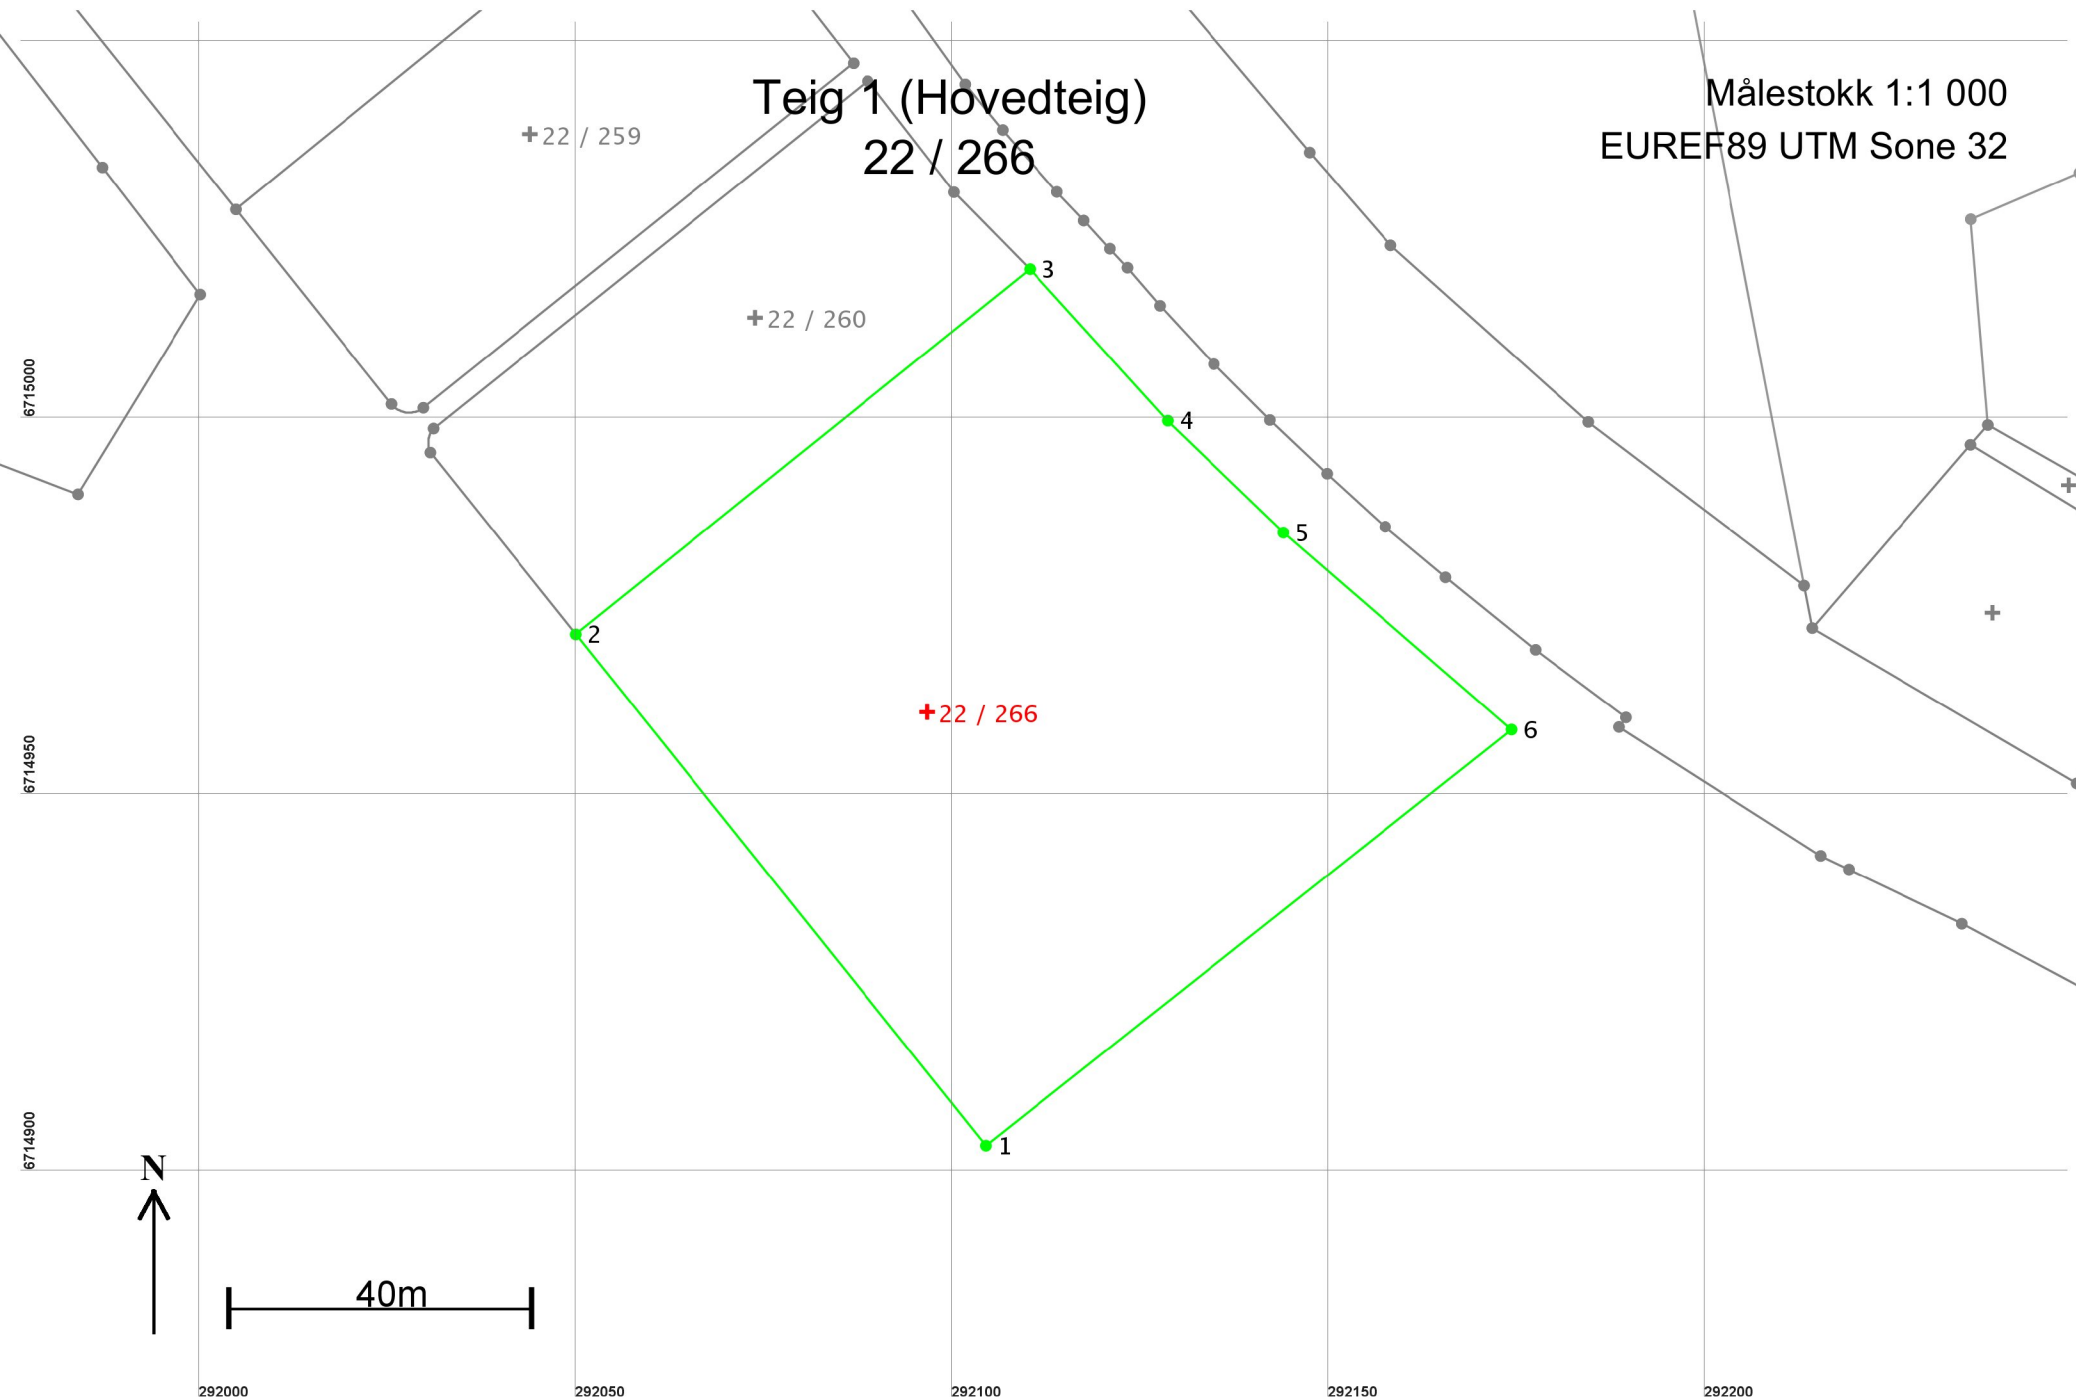 Teig 1 (Hovedteig)
22 / 266
Målestokk 1:1 000
EUREF89 UTM Sone 32
22 / 259
22 / 260
3
4
5
2
22 / 266
6
1
6715000
6714950
6714900
N
40m
292000
292050
292100
292150
292200